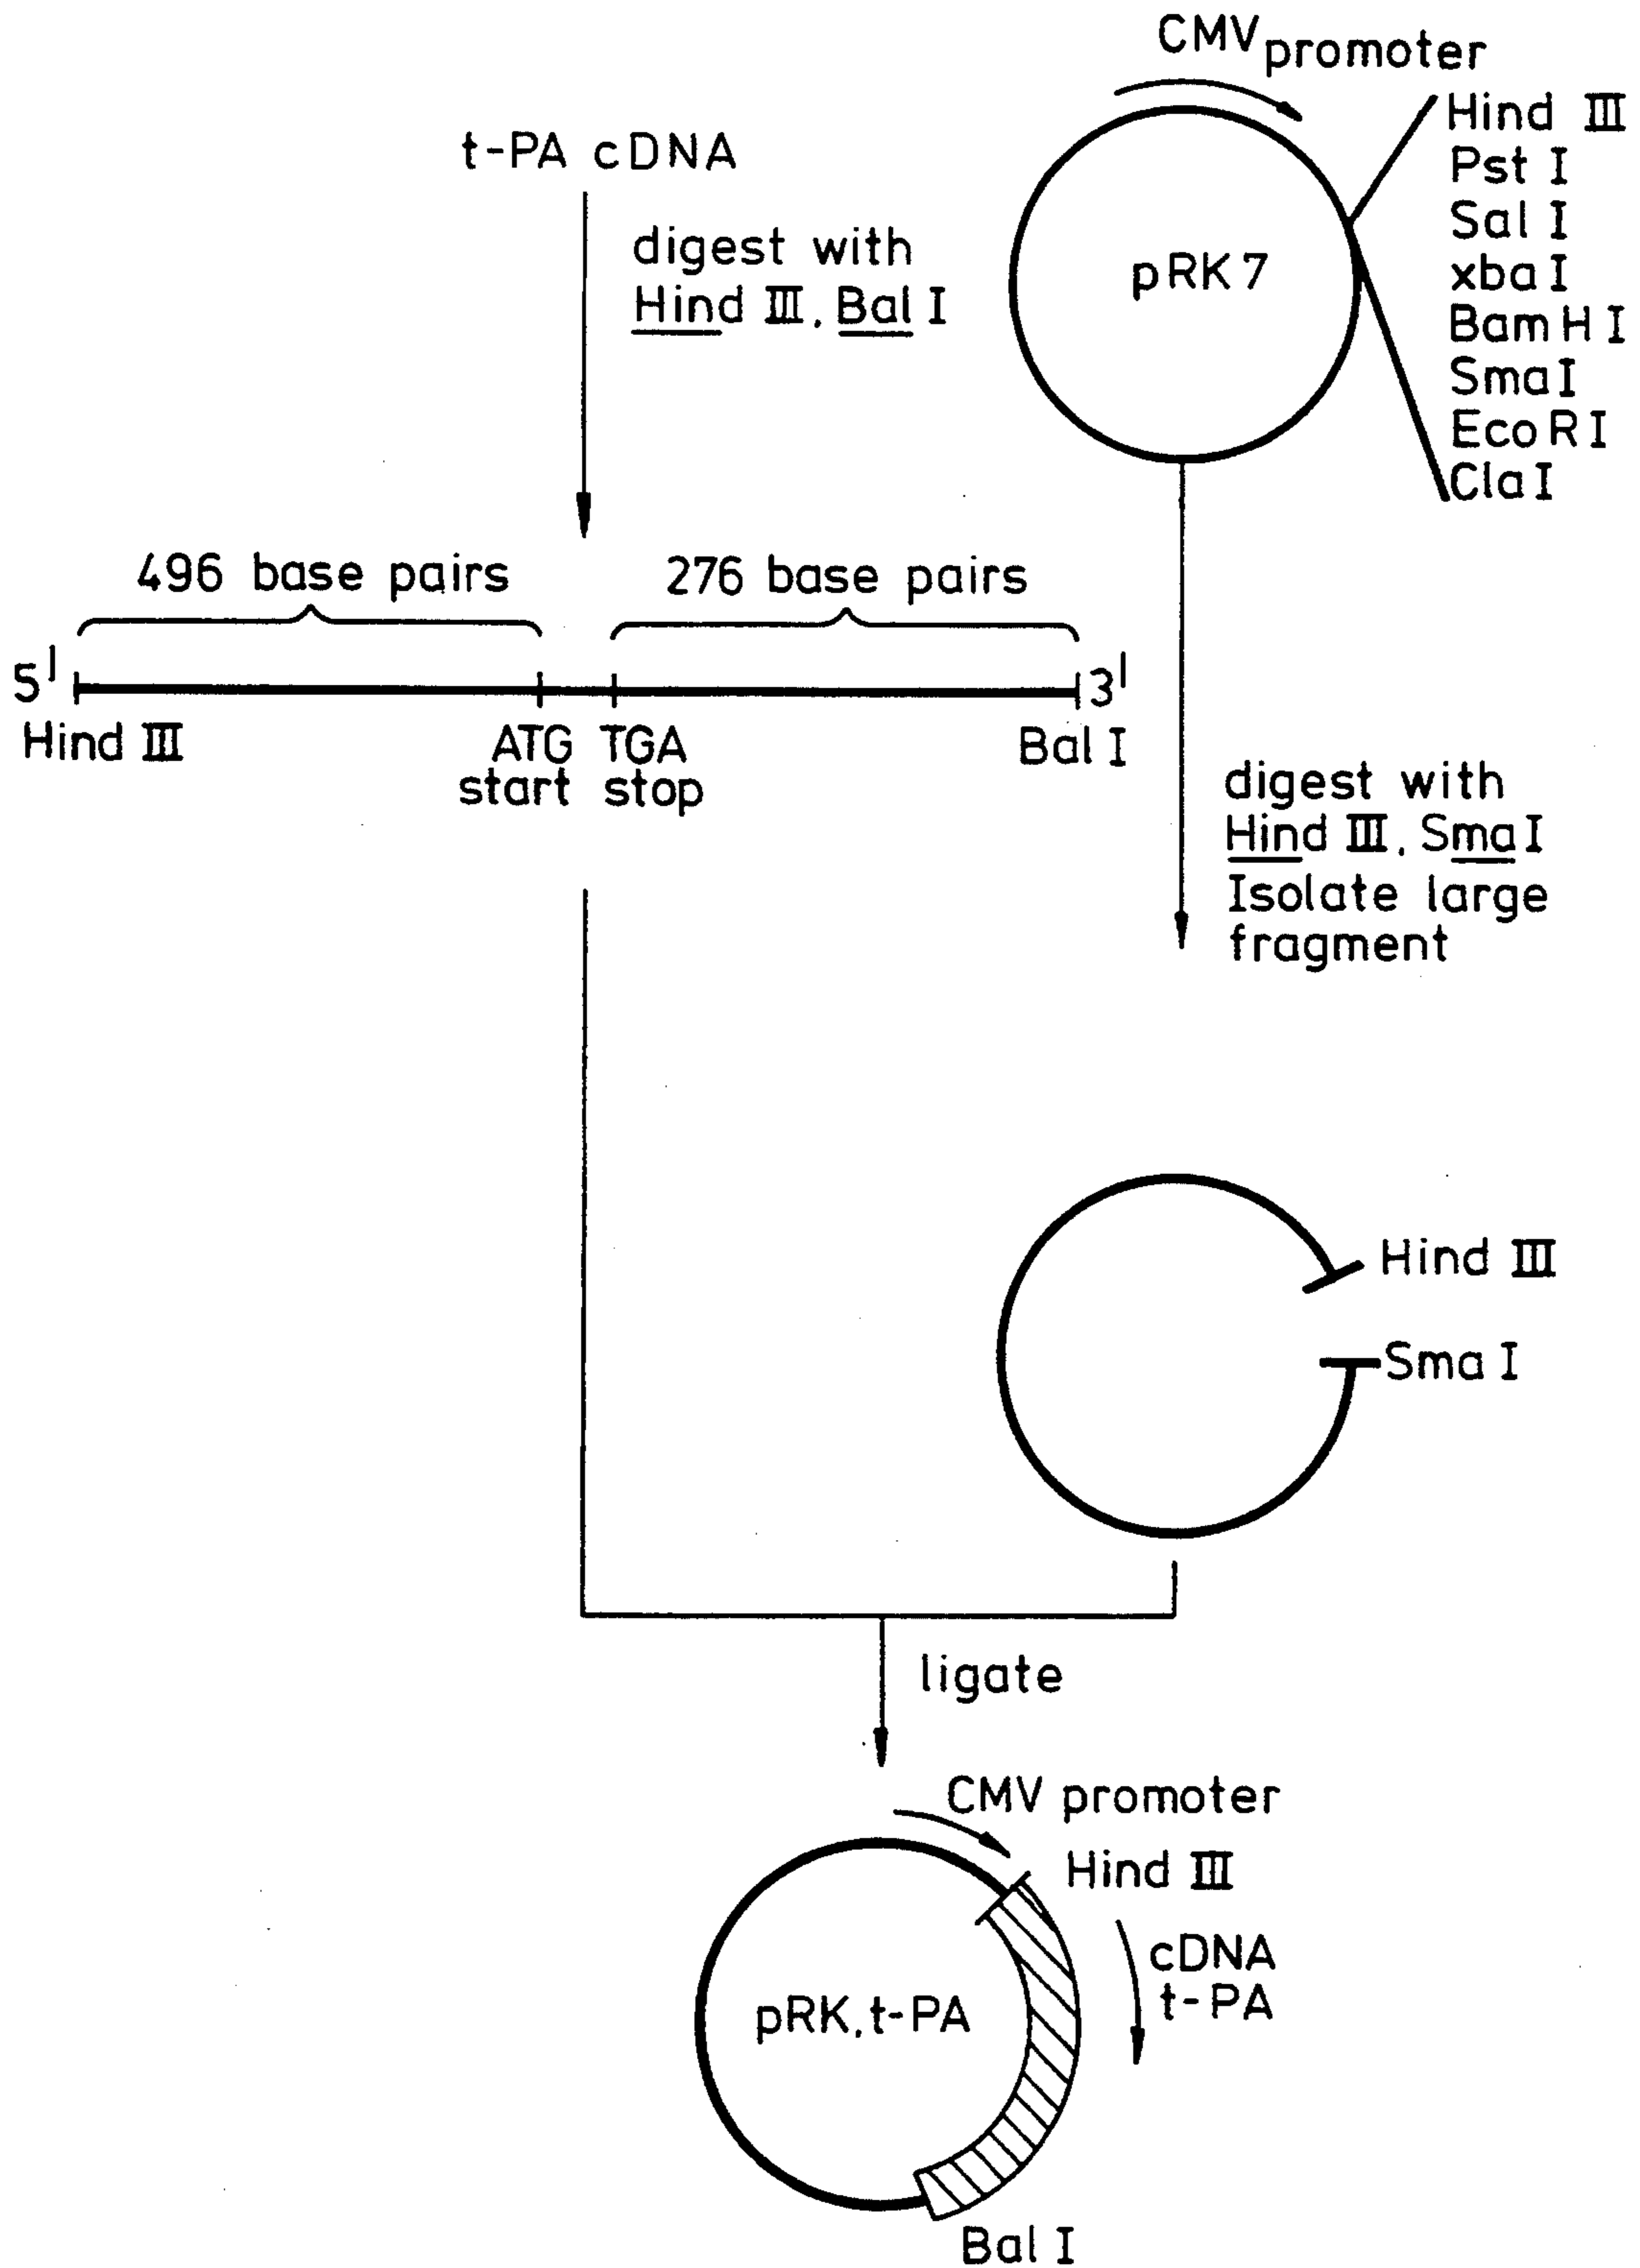 CMV promoter
t-PA cDNA
Hind III
Pst I
Sal I
xba I
Bam H I
Sma I
Eco R I
Cla I
pRK 7
digest with
Hind III, Bal I
496 base pairs
276 base pairs
5'
3'
Hind III
ATG TGA
start stop
Bal I
digest with
Hind III, Sma I
Isolate large
fragment
Hind III
Sma I
ligate
CMV promoter
Hind III
cDNA
t-PA
pRK.t-PA
Bal I